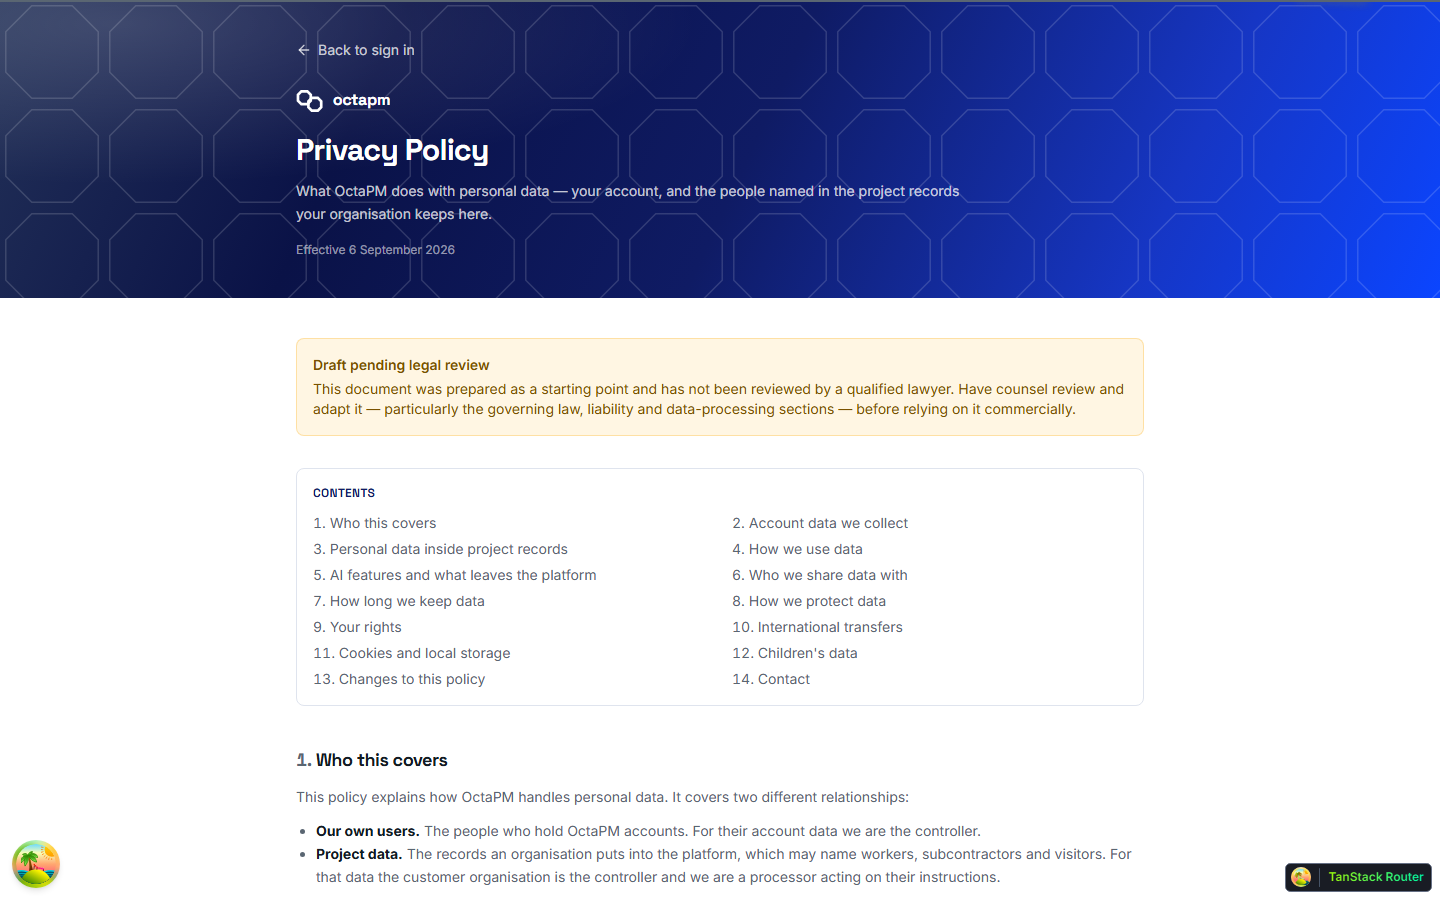 ← Back to sign in
octapm
Privacy Policy
What OctaPM does with personal data — your account, and the people named in the project records
your organisation keeps here.
Effective 6 September 2026
Draft pending legal review
This document was prepared as a starting point and has not been reviewed by a qualified lawyer. Have counsel review and
adapt it — particularly the governing law, liability and data-processing sections — before relying on it commercially.
CONTENTS
1. Who this covers
2. Account data we collect
3. Personal data inside project records
4. How we use data
5. AI features and what leaves the platform
6. Who we share data with
7. How long we keep data
8. How we protect data
9. Your rights
10. International transfers
11. Cookies and local storage
12. Children's data
13. Changes to this policy
14. Contact
1. Who this covers
This policy explains how OctaPM handles personal data. It covers two different relationships:
• Our own users. The people who hold OctaPM accounts. For their account data we are the controller.
• Project data. The records an organisation puts into the platform, which may name workers, subcontractors and visitors. For
that data the customer organisation is the controller and we are a processor acting on their instructions.
TanStack Router